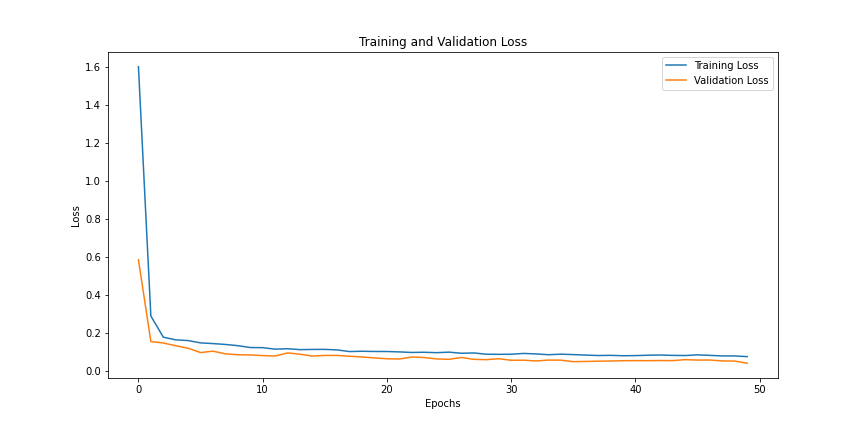 Training and Validation Loss
Training Loss
Validation Loss
1.6
1.4
1.2
1.0
0.8
0.6
0.4
0.2
0.0
Loss
0 10 20 30 40 50
Epochs